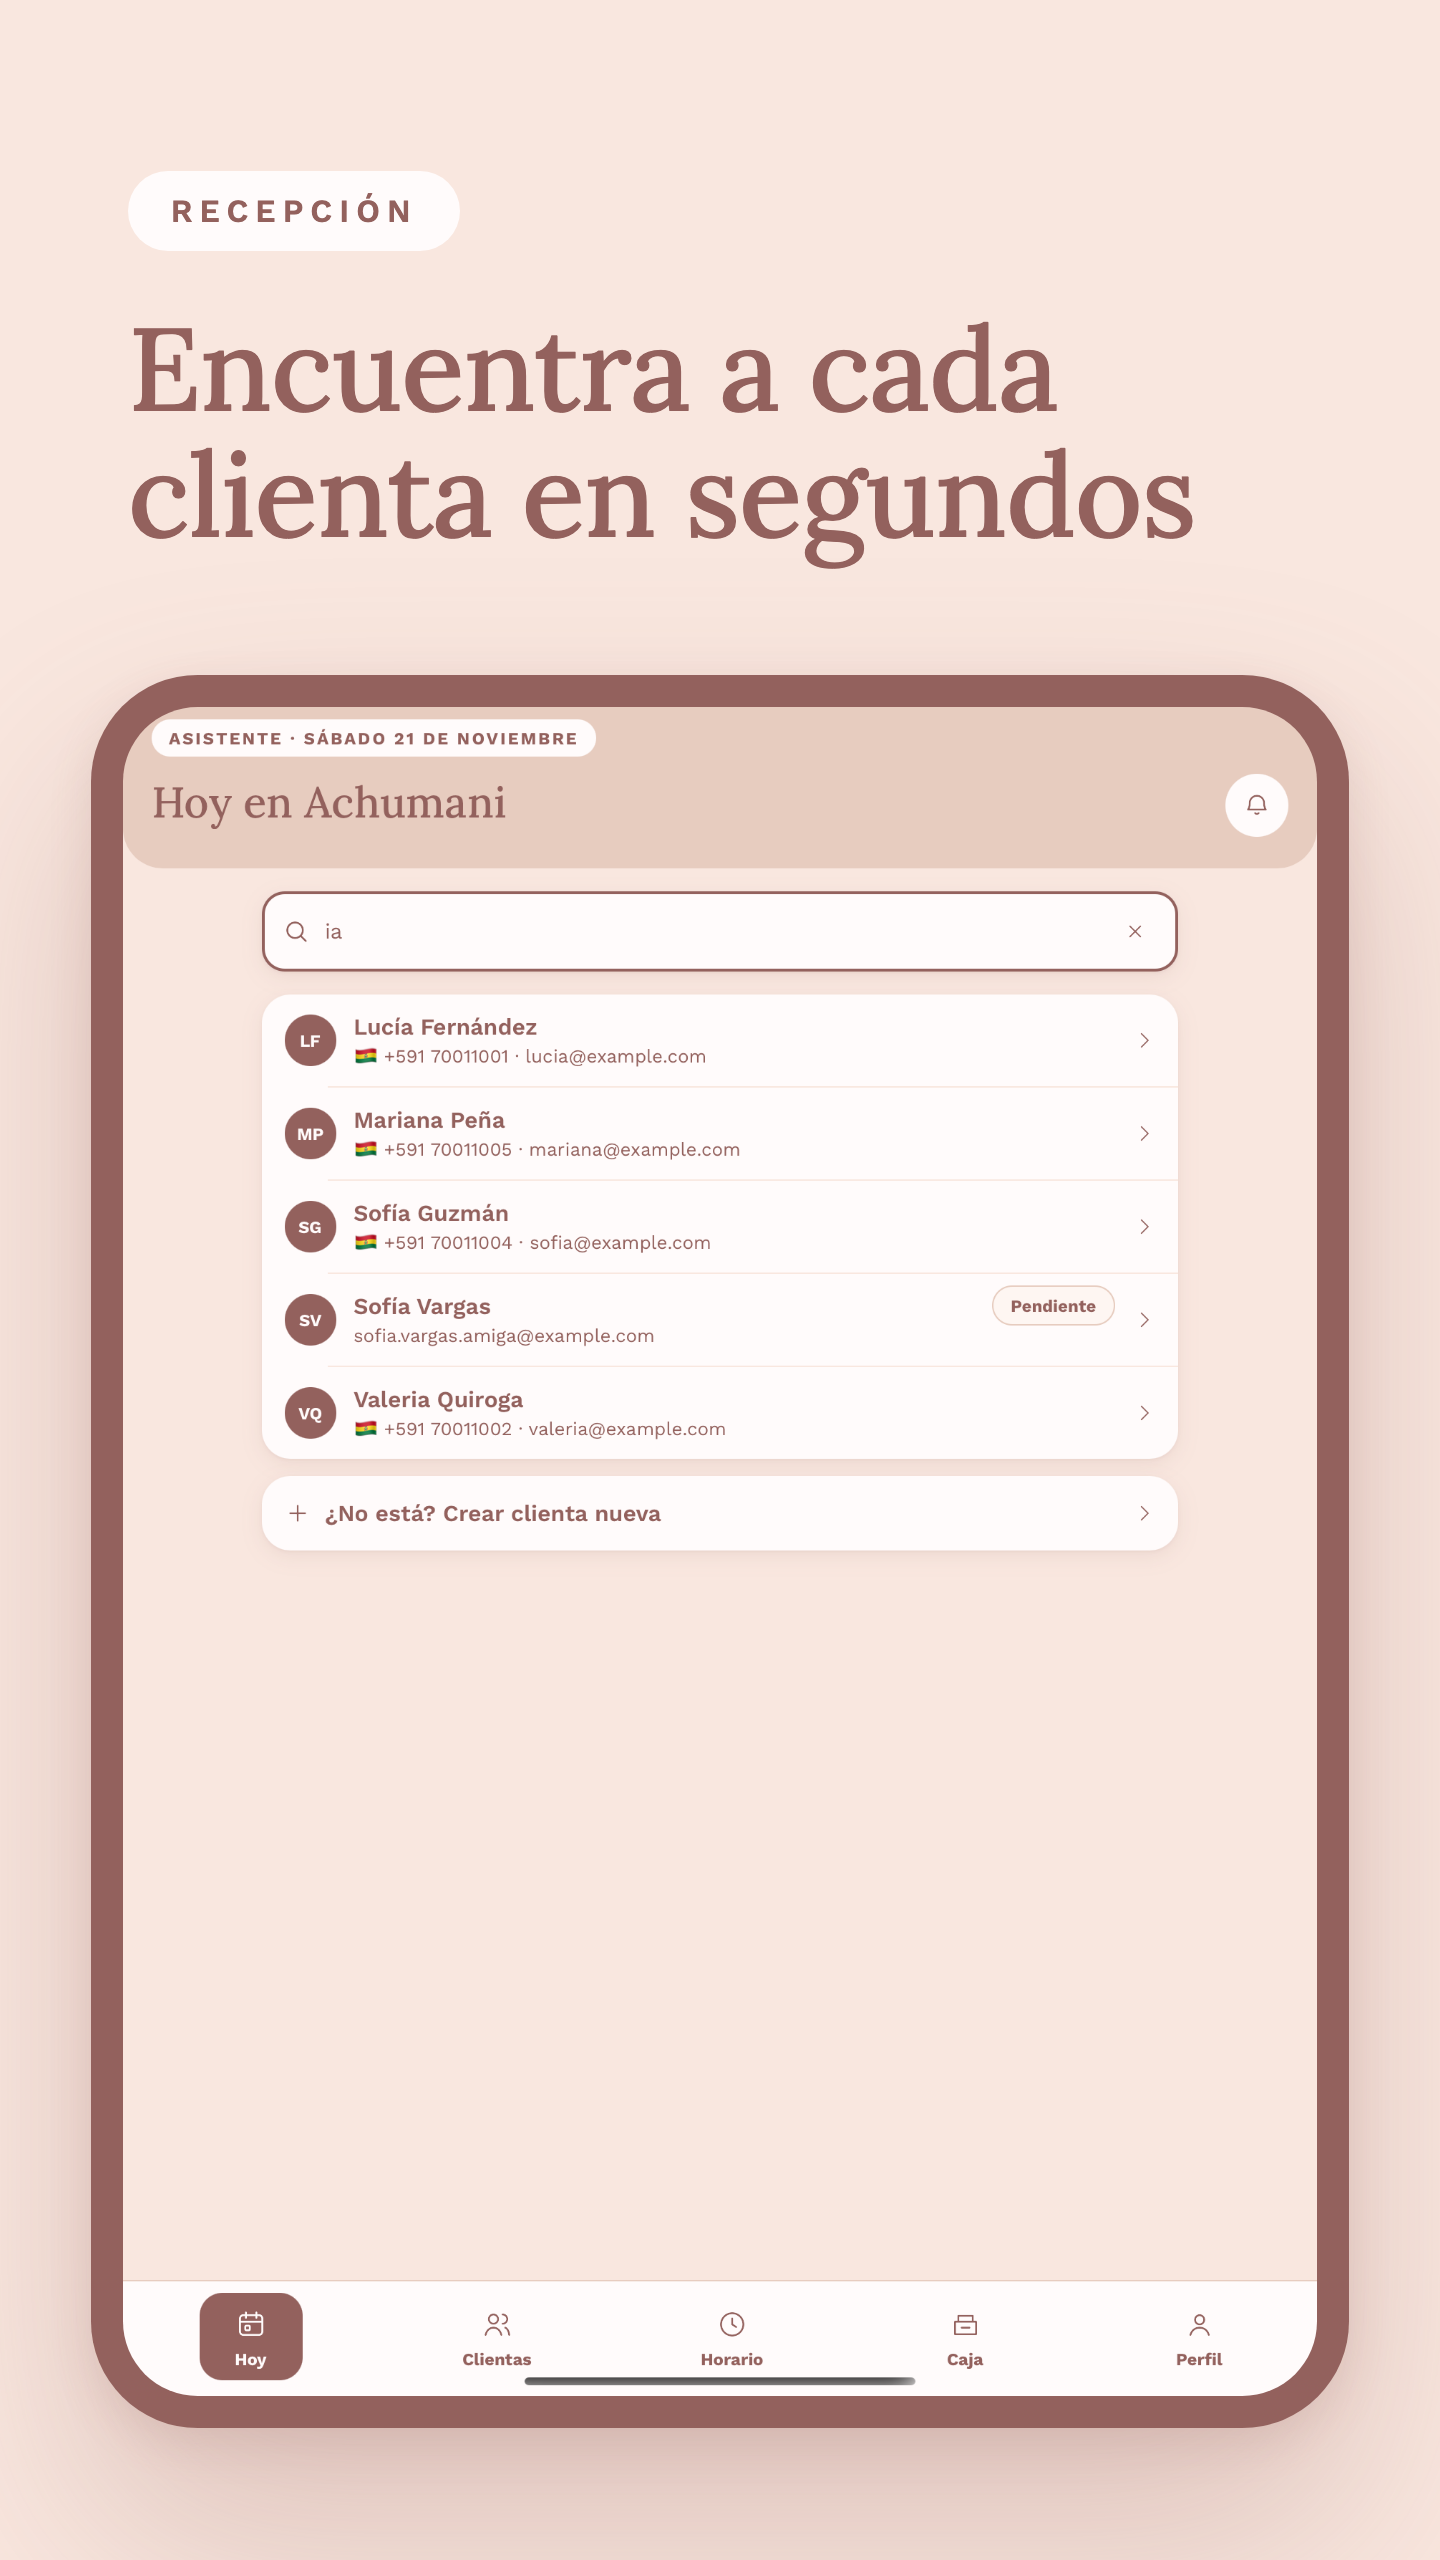 RECEPCIÓN
Encuentra a cada
clienta en segundos
ASISTENTE · SÁBADO 21 DE NOVIEMBRE
Hoy en Achumani
ia
LF
Lucía Fernández
+591 70011001 · lucia@example.com
MP
Mariana Peña
+591 70011005 · mariana@example.com
SG
Sofía Guzmán
+591 70011004 · sofia@example.com
SV
Sofía Vargas
Pendiente
sofia.vargas.amiga@example.com
VQ
Valeria Quiroga
+591 70011002 · valeria@example.com
¿No está? Crear clienta nueva
Hoy
Clientas
Horario
Caja
Perfil